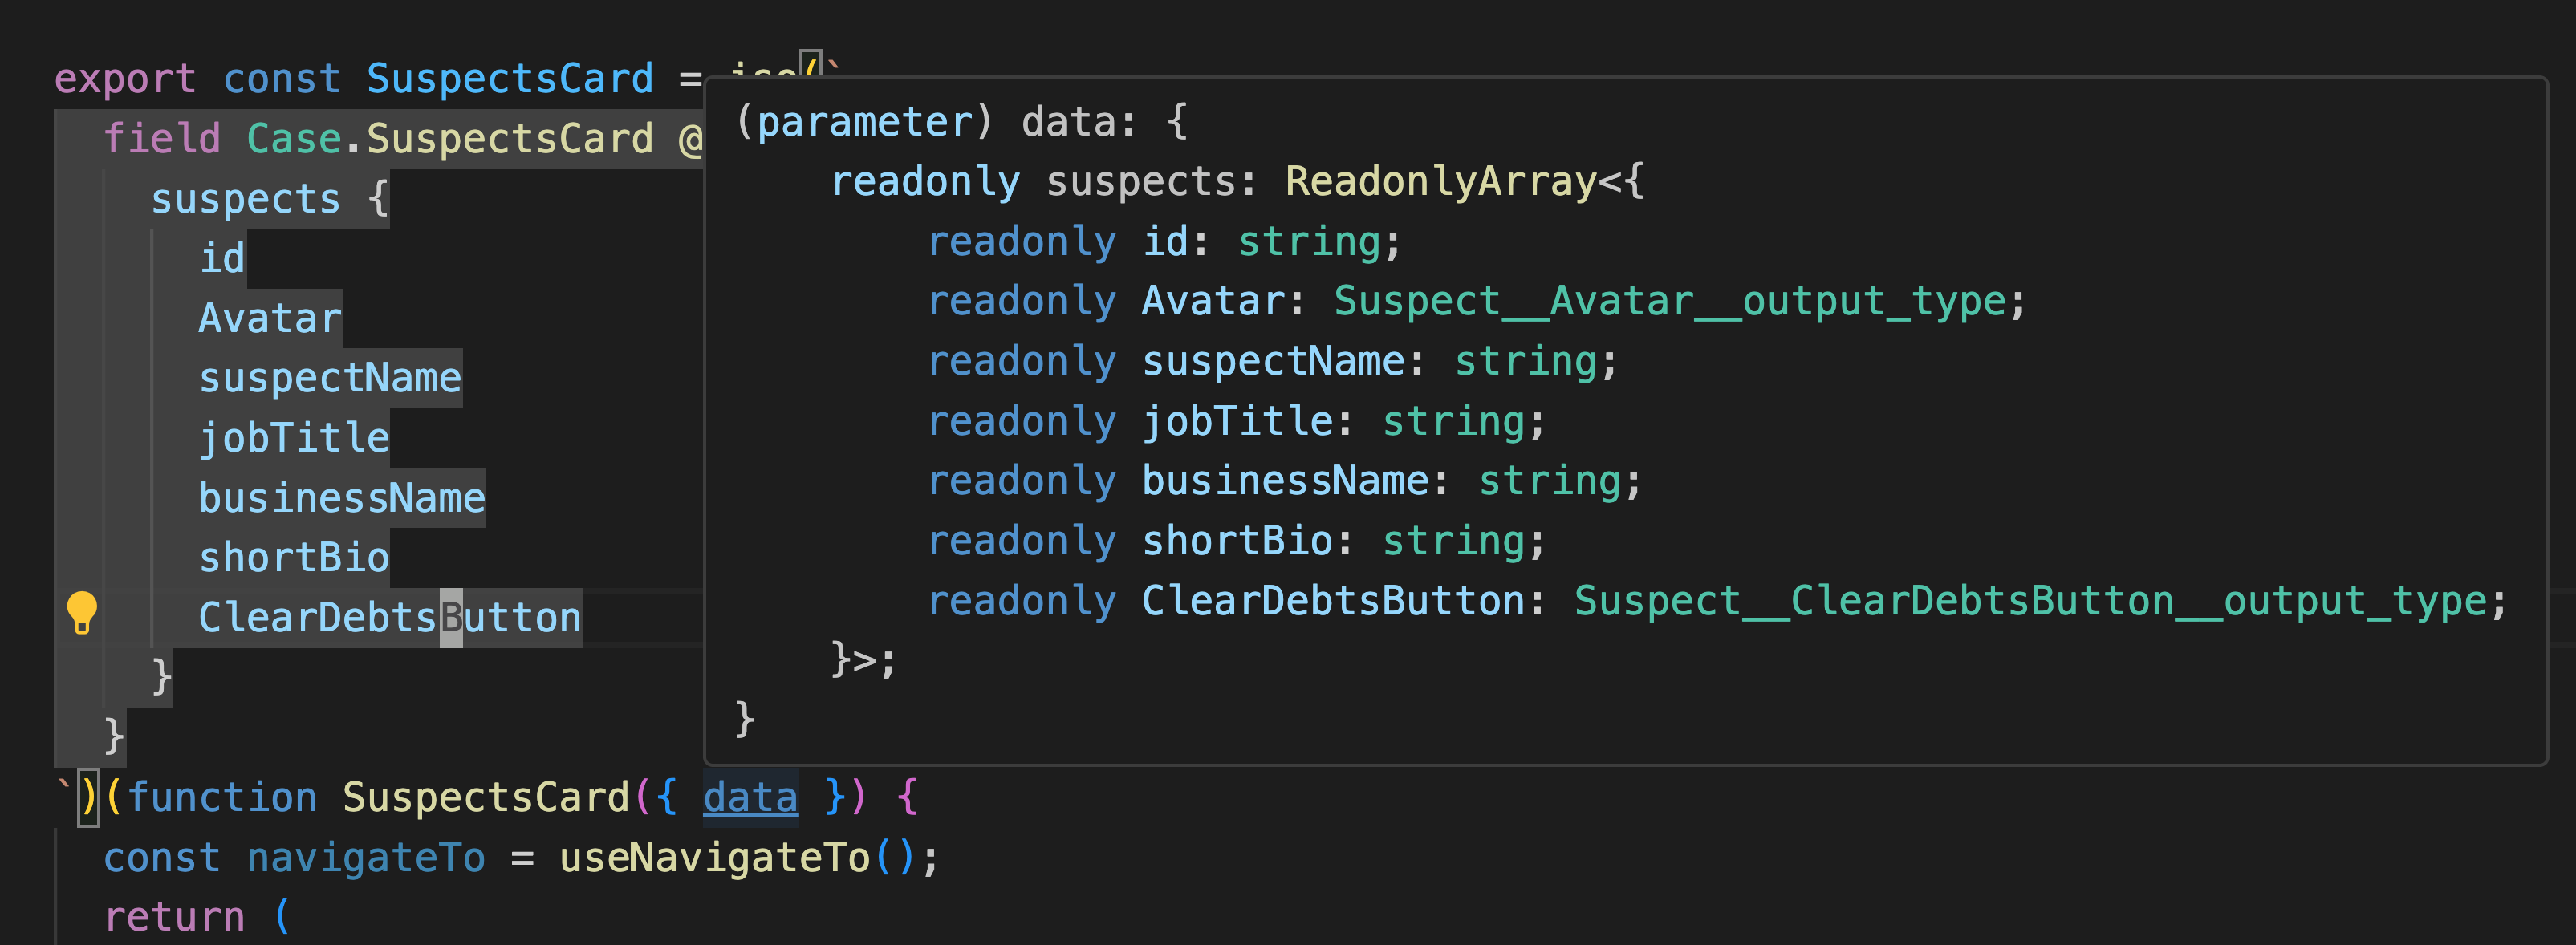 export const SuspectsCard = iso(`
field Case.SuspectsCard @
suspects {
id
Avatar
suspectName
jobTitle
businessName
shortBio
ClearDebtsButton
}
}
`)(function SuspectsCard({ data }) {
const navigateTo = useNavigateTo();
return (
(parameter) data: {
readonly suspects: ReadonlyArray<{
readonly id: string;
readonly Avatar: Suspect__Avatar__output_type;
readonly suspectName: string;
readonly jobTitle: string;
readonly businessName: string;
readonly shortBio: string;
readonly ClearDebtsButton: Suspect__ClearDebtsButton__output_type;
}>;
}